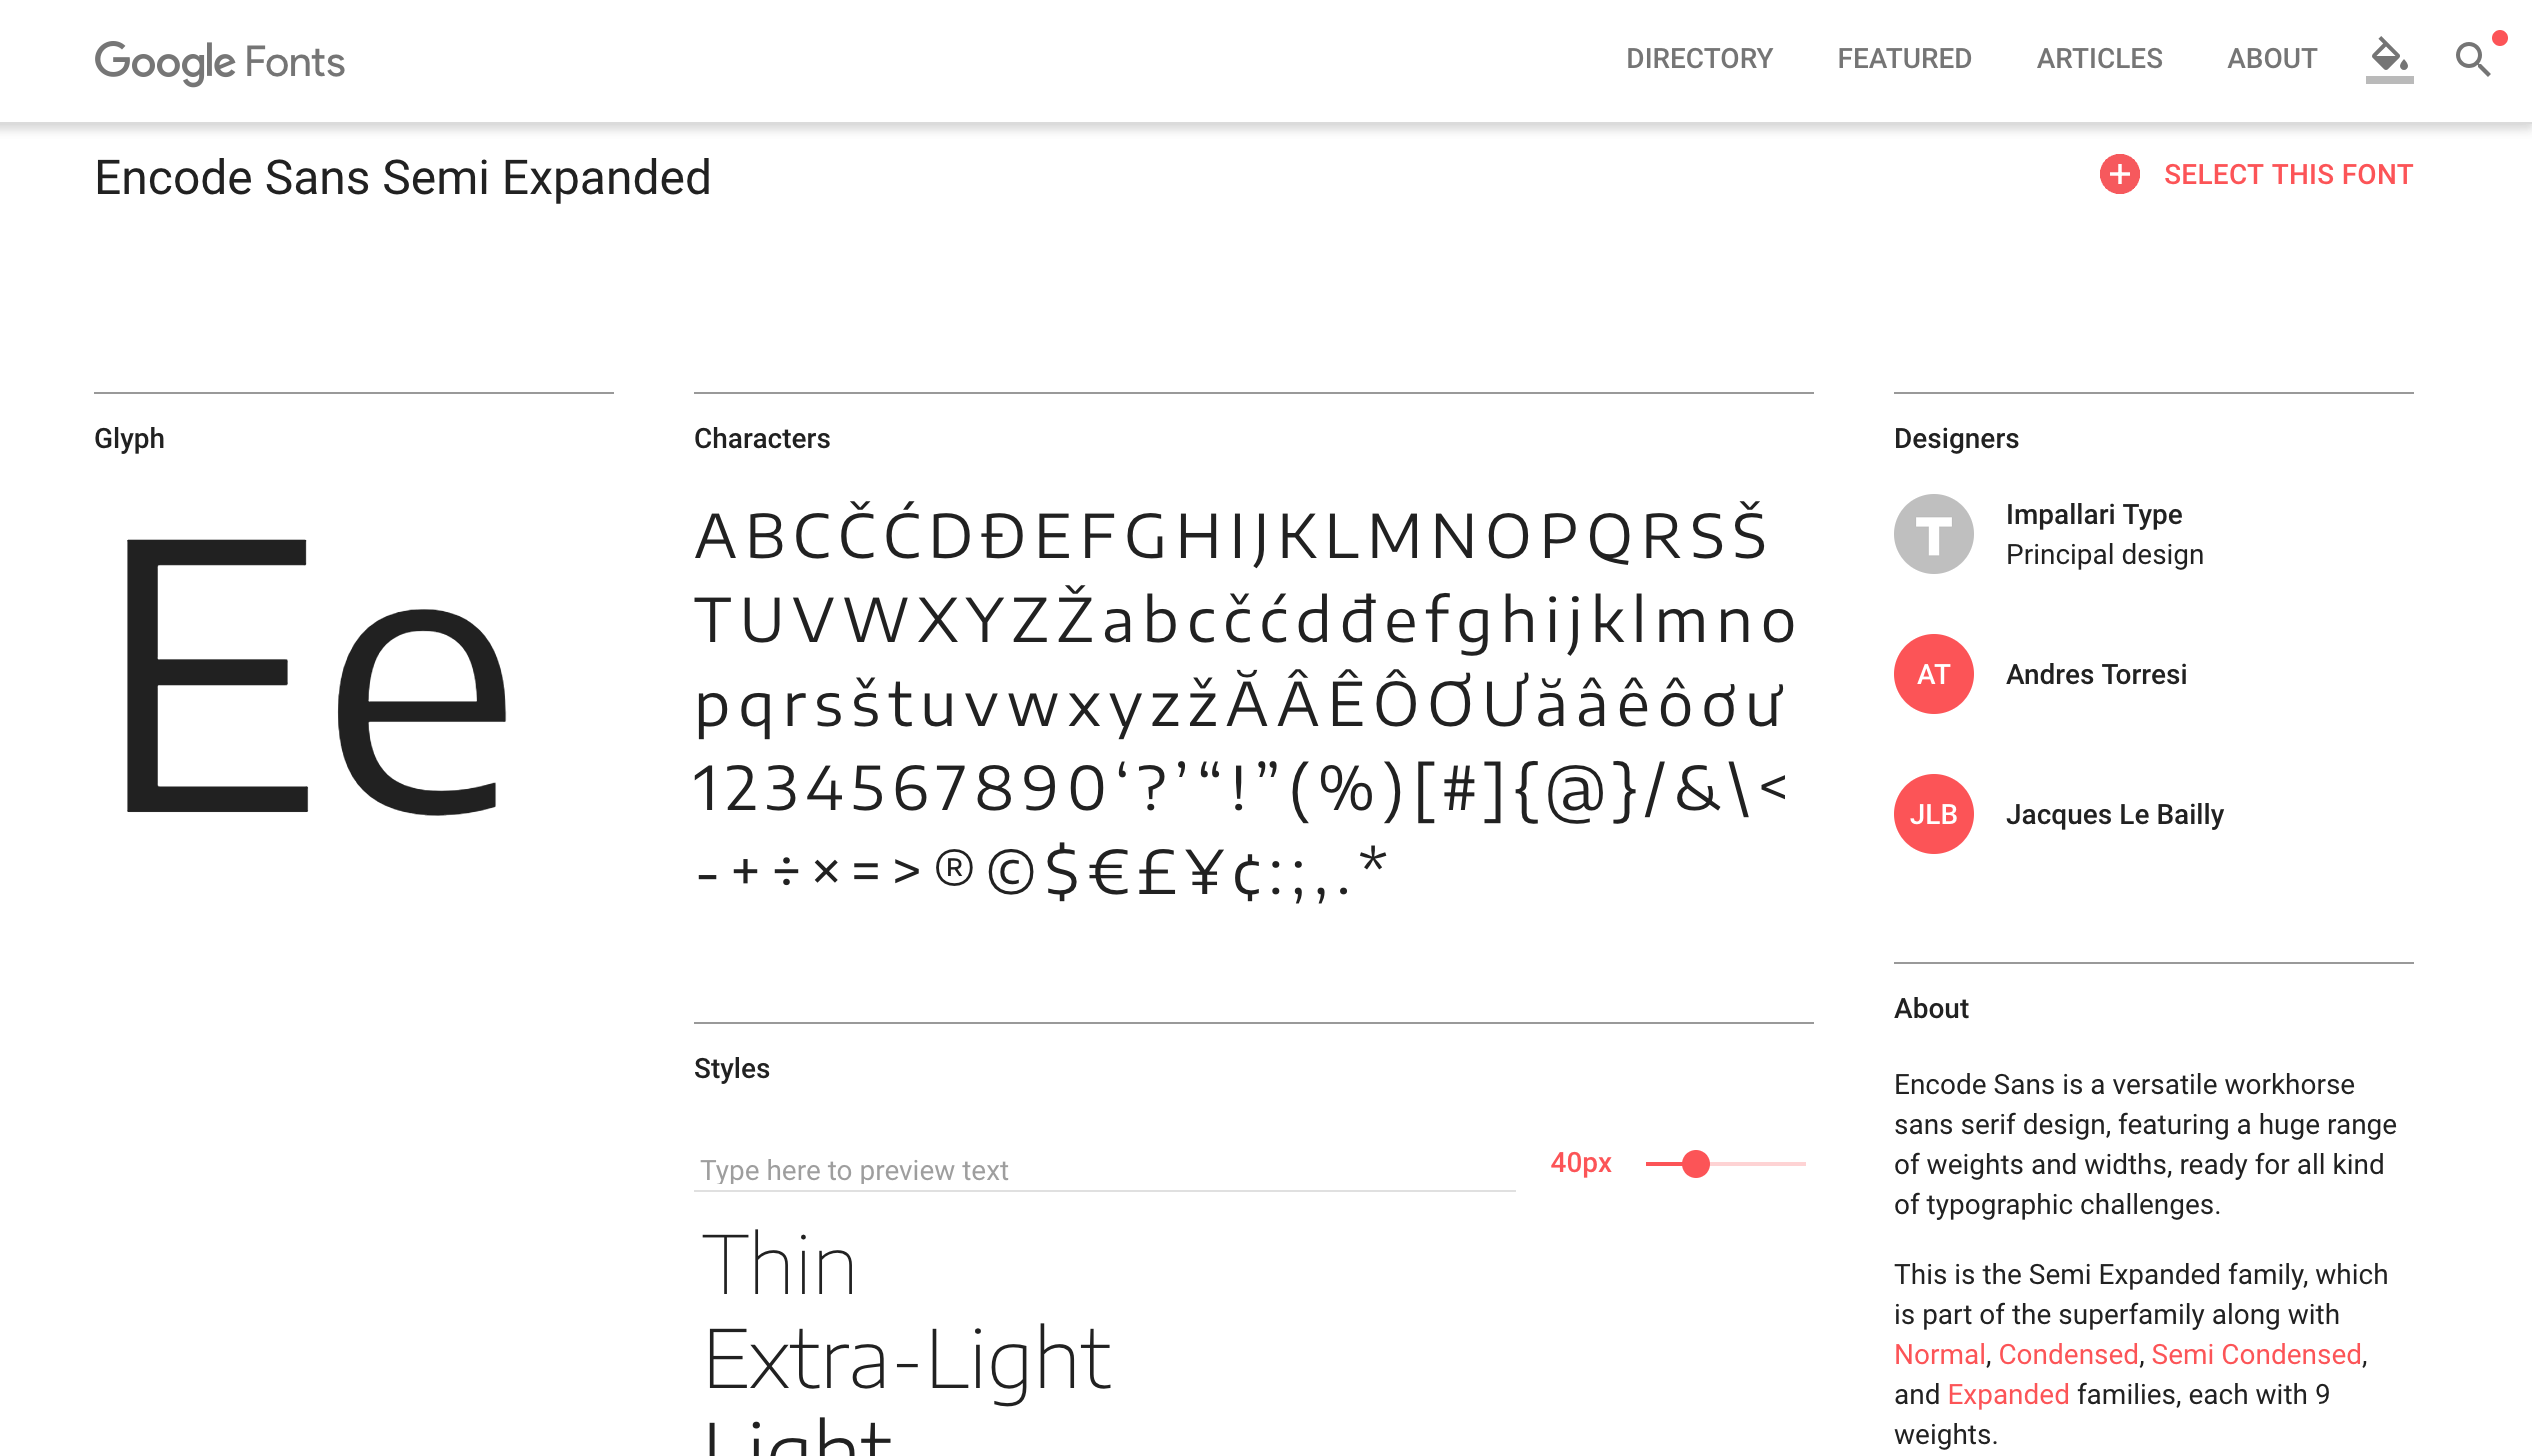 Google Fonts
DIRECTORY FEATURED ARTICLES ABOUT
Encode Sans Semi Expanded
SELECT THIS FONT
Glyph
Ee
Characters
ABCČĆDĐEFGHIJKLMNOPQRSŠ
TUVWXYZŽabcčćdđefghijklmno
pqrsštuvwxyzžĂÂÊÔƠƯăâêôơư
1234567890‘?’“!”(%)[#]{@}/&\<
-+÷×=>®©$€£¥¢:;,.*
Styles
Type here to preview text
40px
Thin
Extra-Light
Light
Designers
T
Impallari Type
Principal design
AT
Andres Torresi
JLB
Jacques Le Bailly
About
Encode Sans is a versatile workhorse
sans serif design, featuring a huge range
of weights and widths, ready for all kind
of typographic challenges.
This is the Semi Expanded family, which
is part of the superfamily along with
Normal, Condensed, Semi Condensed,
and Expanded families, each with 9
weights.